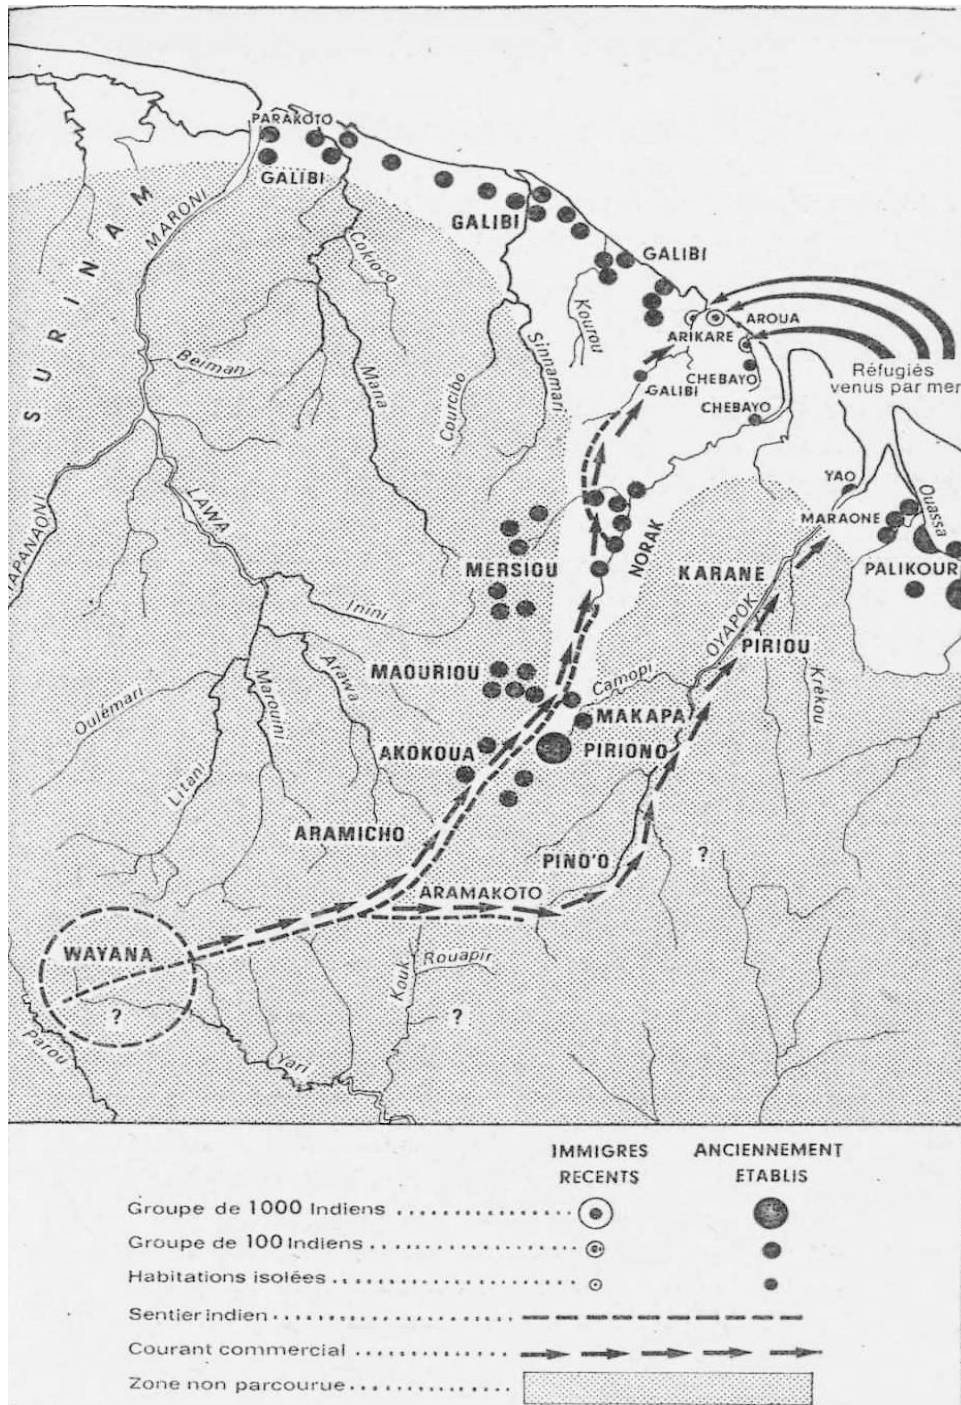 PARAKOTO
GALIBI
MARONI
SURINAM
GALIBI
Cokioco
GALIBI
Kourou
Sinnamari
AROUA
ARIKARE
Réfugiés
venus par mer
CHEBAYO
GALIBI
CHEBAYO
Beiman
Mana
Courcibo
YAO
Ouassa
MARAONE
TAPANAONI
LAWA
NORAK
PALIKOUR
MERSIOU
KARANE
OYAPOK
Inini
PIRIOU
MAOURIOU
Arawa
Camopi
Krekou
Oulémari
Marouini
MAKAPA
AKOKOUA
PIRIONO
Litani
ARAMICHO
PINO'O
?
ARAMAKOTO
WAYANA
Rouapir
Kouk
?
?
Parou
Yari
IMMIGRES ANCIENNEMENT
RECENTS ETABLIS
Groupe de 1000 Indiens
Groupe de 100 Indiens
Habitations isolées
Sentier indien
Courant commercial
Zone non parcourue